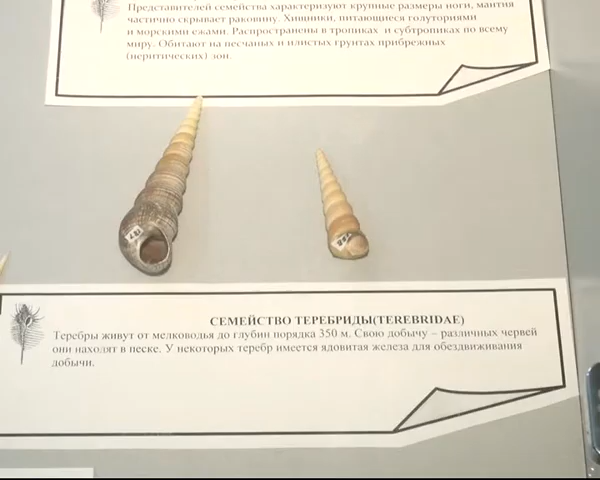 Представителей семейства характеризуют крупные размеры ноги, мантия
частично скрывает раковину. Хищники, питающиеся голуториями
и морскими ежами. Распространены в тропиках и субтропиках по всему
миру. Обитают на песчаных и илистых грунтах прибрежных
(неритических) зон.
СЕМЕЙСТВО ТЕРЕБРИДЫ(TEREBRIDAE)
Теребры живут от мелководья до глубин порядка 350 м. Свою добычу – различных червей
они находят в песке. У некоторых теребр имеется ядовитая железа для обездвиживания
добычи.